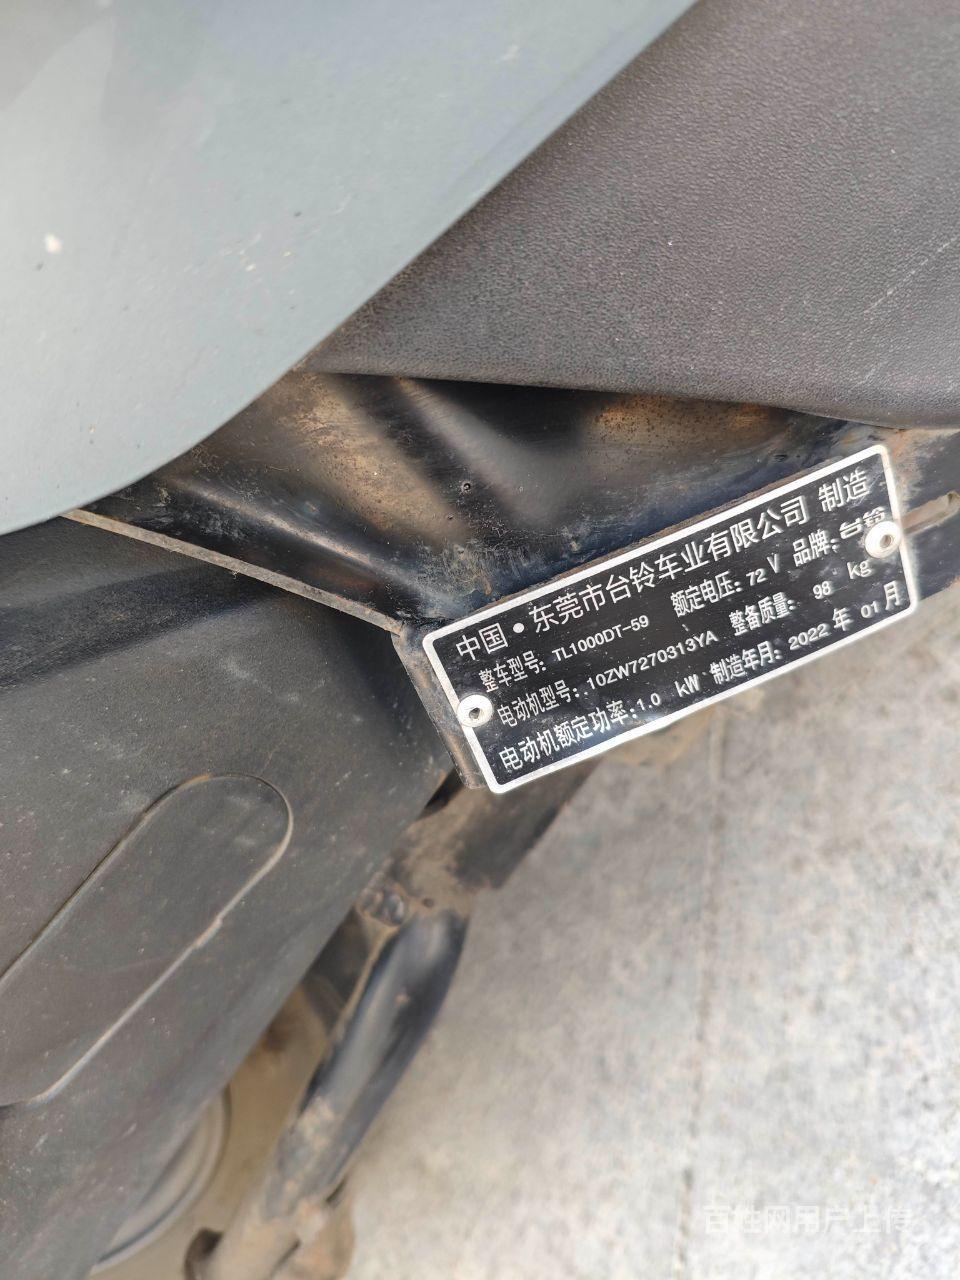 中国·东莞市台铃车业有限公司 制造
整车型号: TL1000DT-59 额定电压: 72 V 品牌: 台铃
电动机型号: 10ZW7270313YA 整备质量: 98 kg
电动机额定功率: 1.0 kW 制造年月: 2022 年 01 月
百姓网用户上传